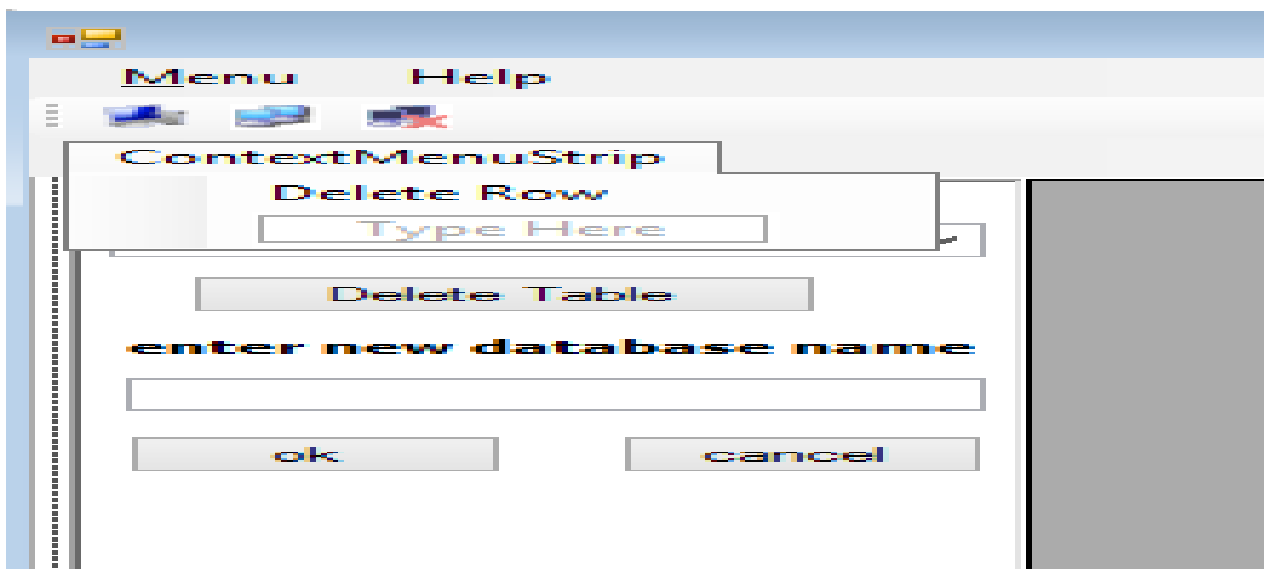 Menu Help
ContextMenuStrip
Delete Row
Type Here
Delete Table
enter new database name
ok cancel